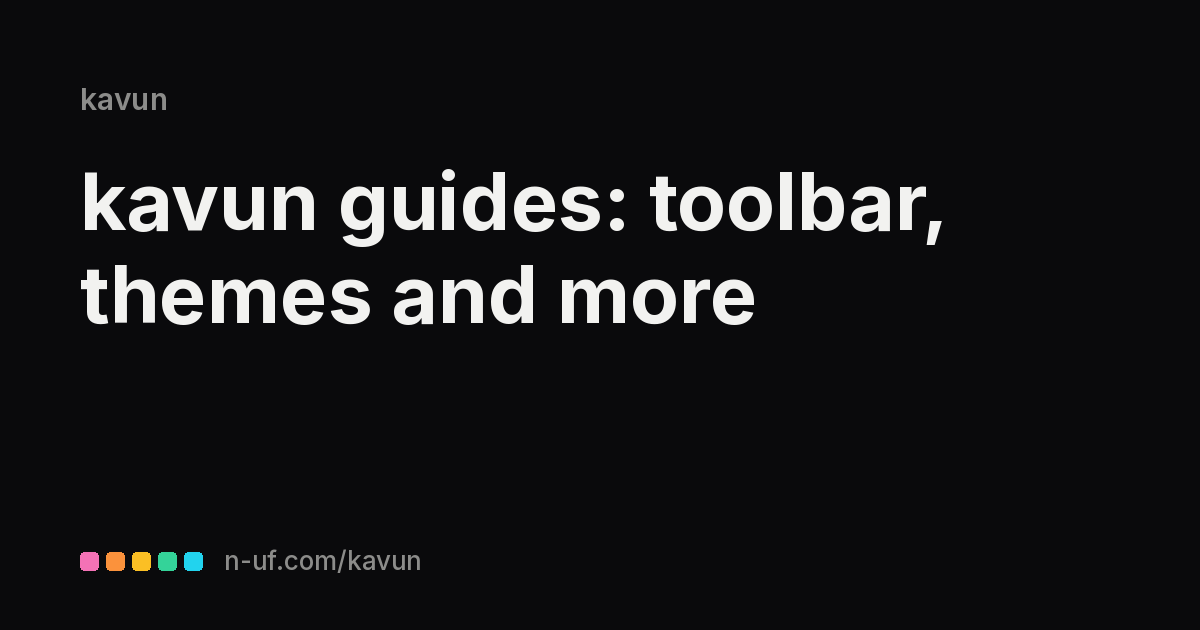 kavun
kavun guides: toolbar,
themes and more
n-uf.com/kavun